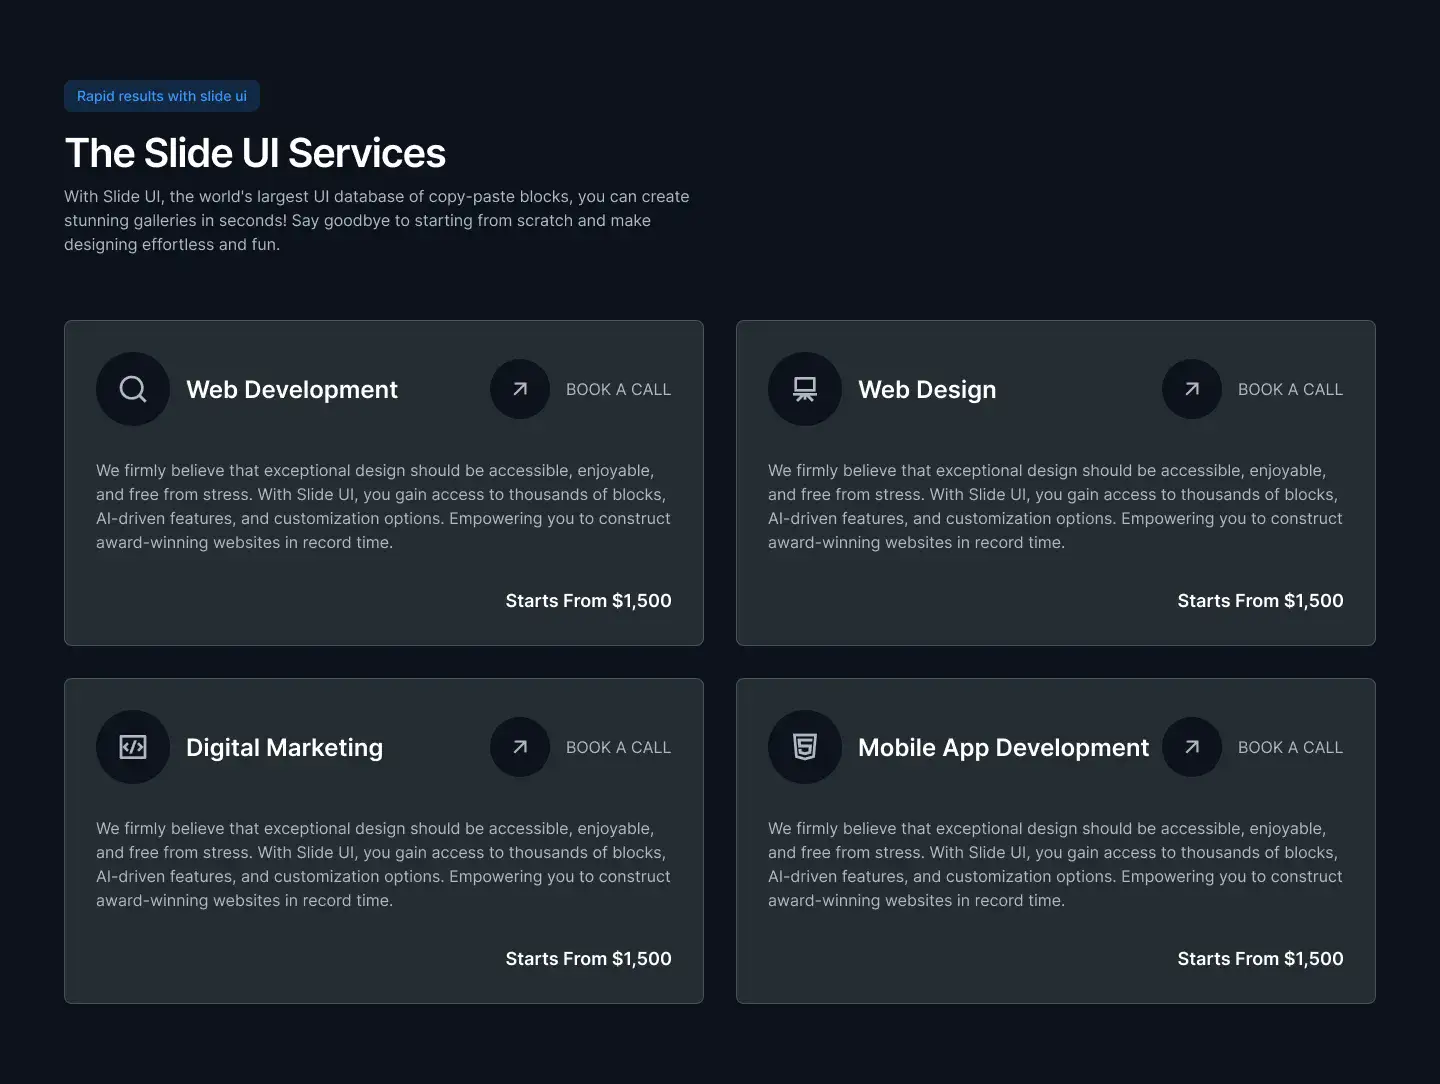 Rapid results with slide ui
The Slide UI Services
With Slide UI, the world's largest UI database of copy-paste blocks, you can create
stunning galleries in seconds! Say goodbye to starting from scratch and make
designing effortless and fun.
Web Development
BOOK A CALL
We firmly believe that exceptional design should be accessible, enjoyable,
and free from stress. With Slide UI, you gain access to thousands of blocks,
AI-driven features, and customization options. Empowering you to construct
award-winning websites in record time.
Starts From $1,500
Web Design
BOOK A CALL
We firmly believe that exceptional design should be accessible, enjoyable,
and free from stress. With Slide UI, you gain access to thousands of blocks,
AI-driven features, and customization options. Empowering you to construct
award-winning websites in record time.
Starts From $1,500
Digital Marketing
BOOK A CALL
We firmly believe that exceptional design should be accessible, enjoyable,
and free from stress. With Slide UI, you gain access to thousands of blocks,
AI-driven features, and customization options. Empowering you to construct
award-winning websites in record time.
Starts From $1,500
Mobile App Development
BOOK A CALL
We firmly believe that exceptional design should be accessible, enjoyable,
and free from stress. With Slide UI, you gain access to thousands of blocks,
AI-driven features, and customization options. Empowering you to construct
award-winning websites in record time.
Starts From $1,500